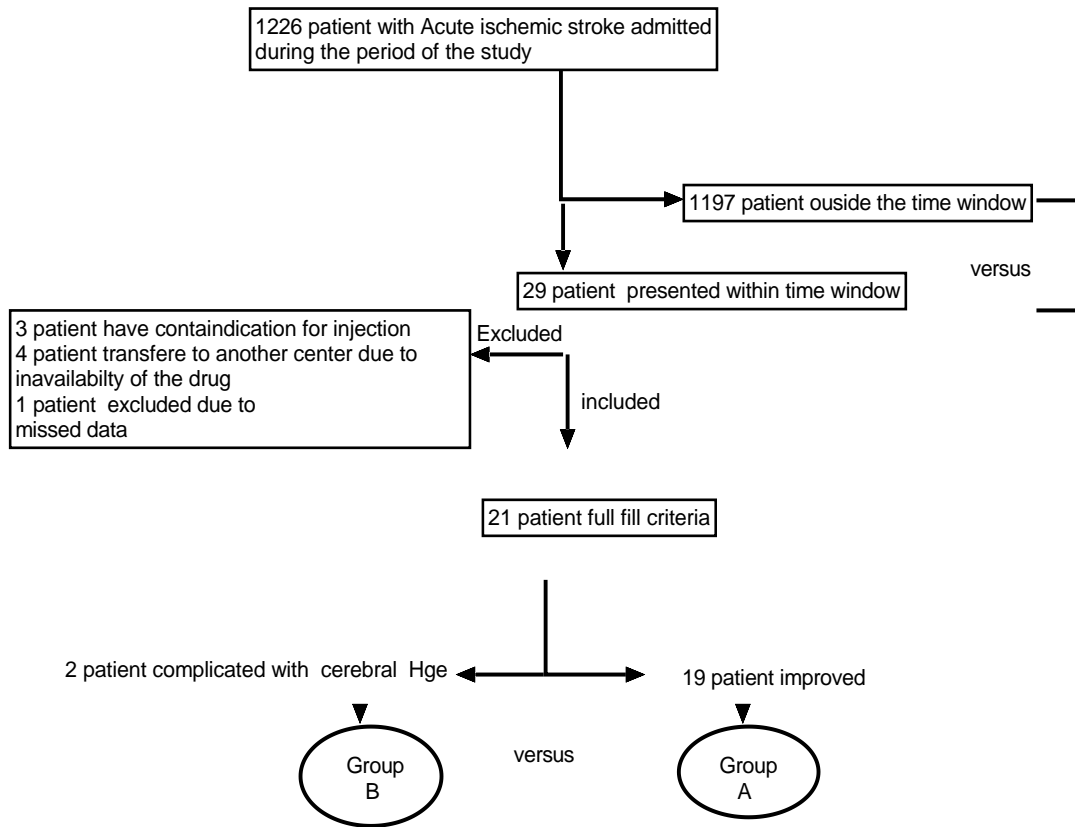 1226 patient with Acute ischemic stroke admitted
during the period of the study
1197 patient ouside the time window
versus
29 patient presented within time window
3 patient have containdication for injection
4 patient transfere to another center due to
inavailabilty of the drug
1 patient excluded due to
missed data
Excluded
included
21 patient full fill criteria
2 patient complicated with cerebral Hge
19 patient improved
Group
B
versus
Group
A